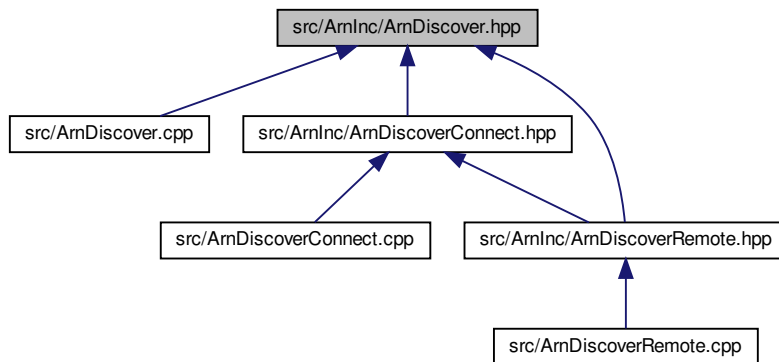 src/ArnInc/ArnDiscover.hpp
src/ArnDiscover.cpp
src/ArnInc/ArnDiscoverConnect.hpp
src/ArnDiscoverConnect.cpp
src/ArnInc/ArnDiscoverRemote.hpp
src/ArnDiscoverRemote.cpp